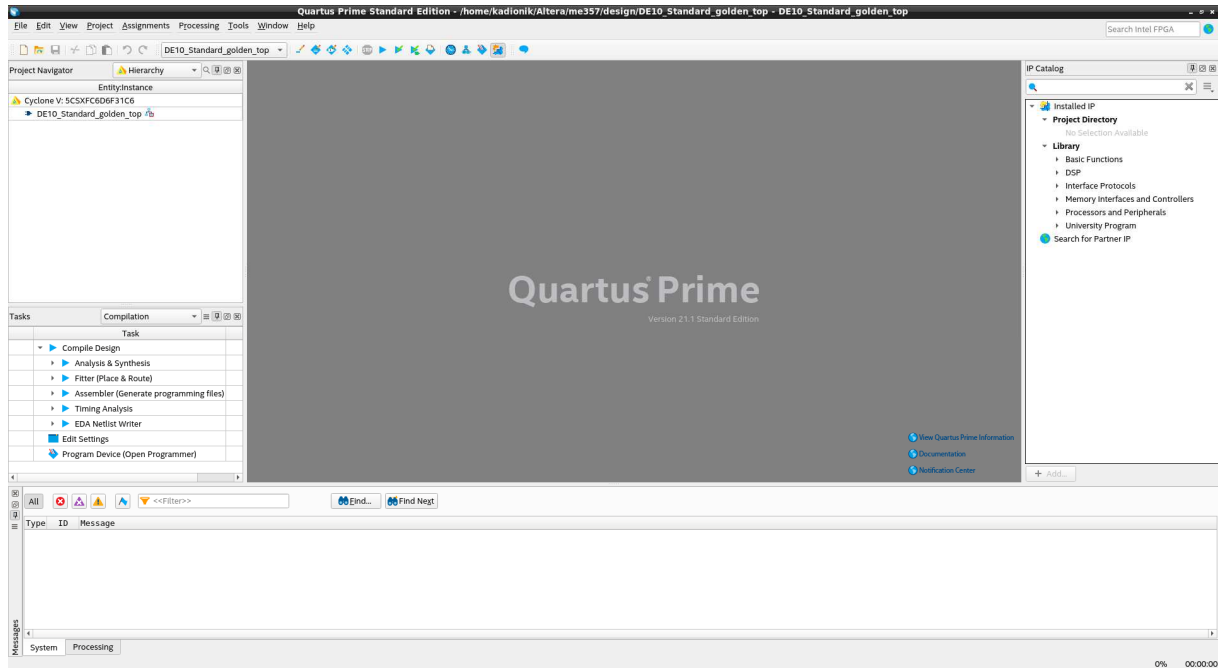 Quartus Prime Standard Edition - /home/kadionik/Altera/me357/design/DE10_Standard_golden_top - DE10_Standard_golden_top
File Edit View Project Assignments Processing Tools Window Help
Search Intel FPGA
DE10_Standard_golden_top
Project Navigator
Hierarchy
Entity:Instance
Cyclone V: 5CSXFC6D6F31C6
DE10_Standard_golden_top
Tasks
Compilation
Task
Compile Design
Analysis & Synthesis
Fitter (Place & Route)
Assembler (Generate programming files)
Timing Analysis
EDA Netlist Writer
Edit Settings
Program Device (Open Programmer)
Quartus Prime
Version 21.1 Standard Edition
View Quartus Prime Information
Documentation
Notification Center
IP Catalog
Installed IP
Project Directory
No Selection Available
Library
Basic Functions
DSP
Interface Protocols
Memory Interfaces and Controllers
Processors and Peripherals
University Program
Search for Partner IP
+ Add...
All
<<Filter>>
Find...
Find Next
Type ID Message
Messages
System Processing
0% 00:00:00